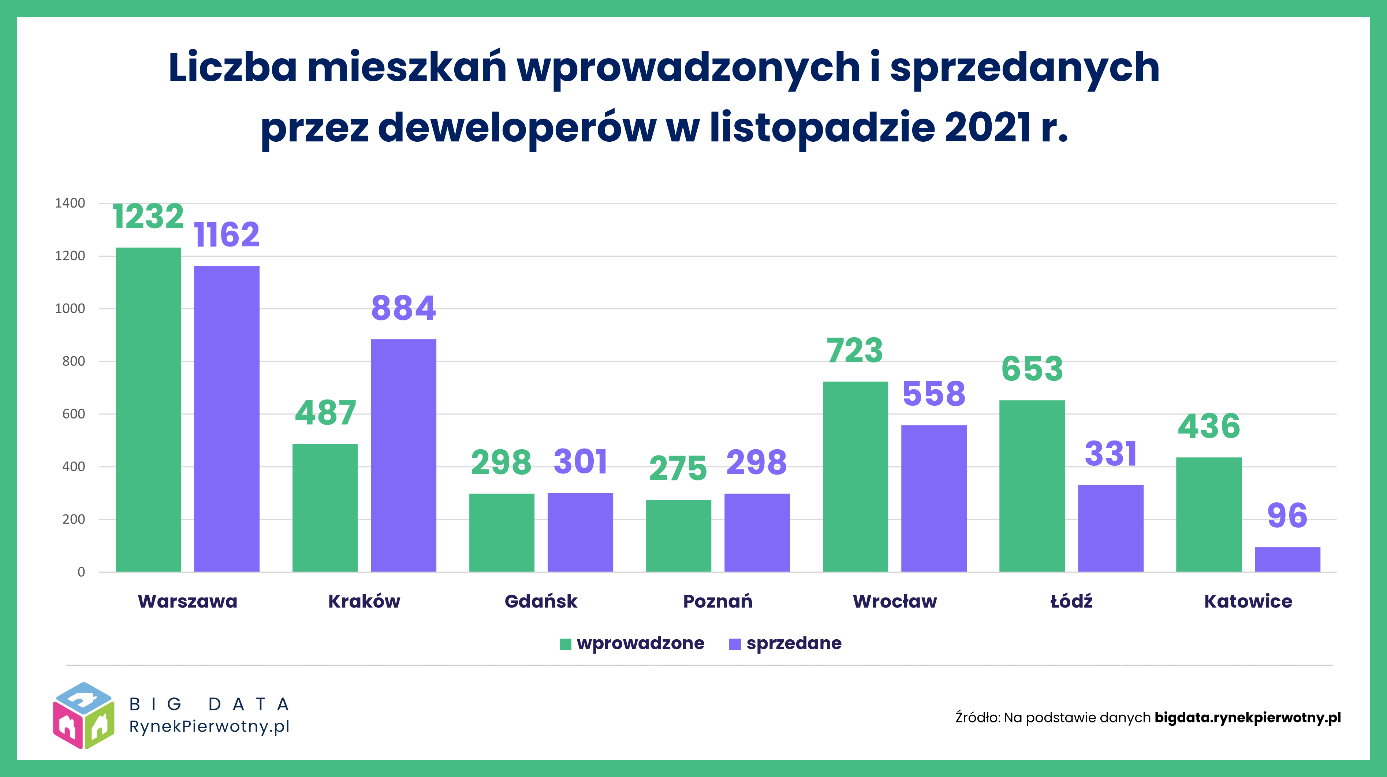 Liczba mieszkań wprowadzonych i sprzedanych
przez deweloperów w listopadzie 2021 r.
1400
1200
1000
800
600
400
200
0
1232
1162
487
884
298
301
275
298
723
558
653
331
436
96
Warszawa
Kraków
Gdańsk
Poznań
Wrocław
Łódź
Katowice
wprowadzone
sprzedane
BIG DATA
RynekPierwotny.pl
Źródło: Na podstawie danych bigdata.rynekpierwotny.pl